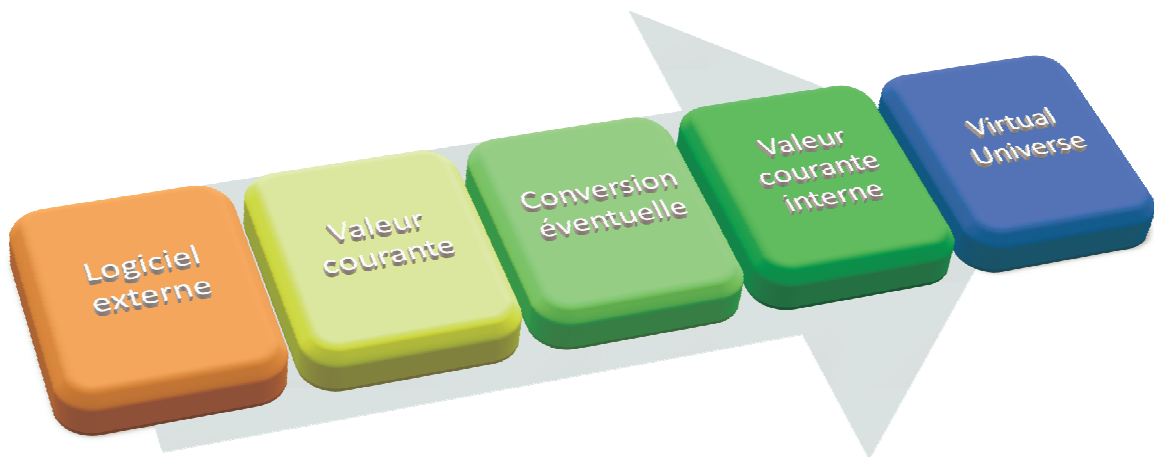 Logiciel
externe
Valeur
courante
Conversion
éventuelle
Valeur
courante
interne
Virtual
Universe